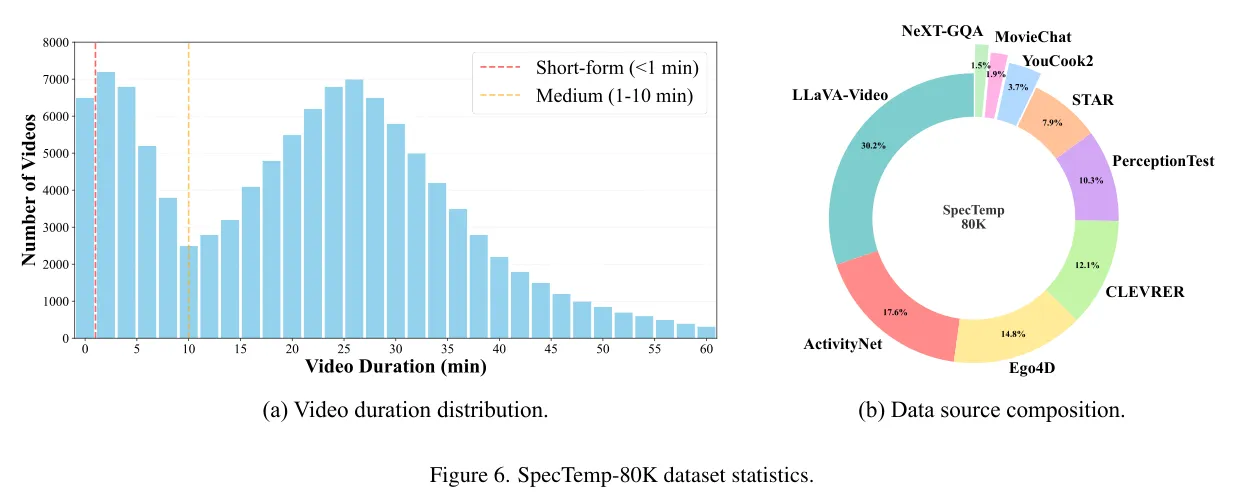 8000
7000
6000
5000
4000
3000
2000
1000
0
Number of Videos
Short-form (<1 min)
Medium (1-10 min)
0 5 10 15 20 25 30 35 40 45 50 55 60
Video Duration (min)
(a) Video duration distribution.
NeXT-GQA
MovieChat
YouCook2
STAR
PerceptionTest
CLEVRER
Ego4D
ActivityNet
LLaVA-Video
1.5%
1.9%
3.7%
7.9%
10.3%
12.1%
14.8%
17.6%
30.2%
SpecTemp
80K
(b) Data source composition.
Figure 6. SpecTemp-80K dataset statistics.